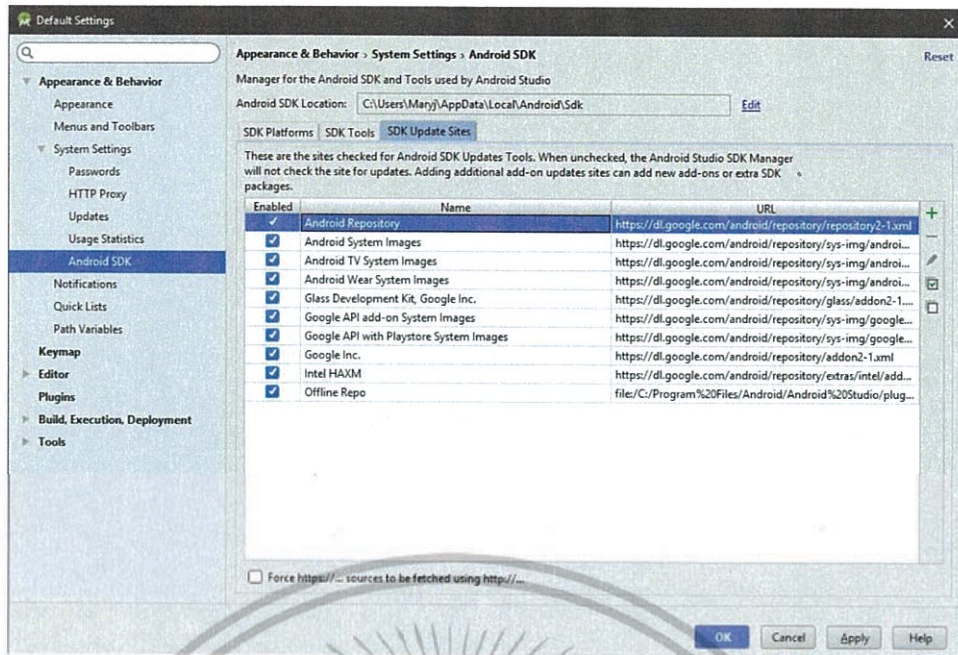 Default Settings
Appearance & Behavior › System Settings › Android SDK
Reset
Appearance & Behavior
Appearance
Menus and Toolbars
System Settings
Passwords
HTTP Proxy
Updates
Usage Statistics
Android SDK
Notifications
Quick Lists
Path Variables
Keymap
Editor
Plugins
Build, Execution, Deployment
Tools
Manager for the Android SDK and Tools used by Android Studio
Android SDK Location: C:\Users\Maryj\AppData\Local\Android\Sdk Edit
SDK Platforms SDK Tools SDK Update Sites
These are the sites checked for Android SDK Updates Tools. When unchecked, the Android Studio SDK Manager
will not check the site for updates. Adding additional add-on updates sites can add new add-ons or extra SDK
packages.
Enabled Name URL
Android Repository https://dl.google.com/android/repository/repository2-1.xml
Android System Images https://dl.google.com/android/repository/sys-img/androi...
Android TV System Images https://dl.google.com/android/repository/sys-img/androi...
Android Wear System Images https://dl.google.com/android/repository/sys-img/androi...
Glass Development Kit, Google Inc. https://dl.google.com/android/repository/glass/addon2-1....
Google API add-on System Images https://dl.google.com/android/repository/sys-img/google...
Google API with Playstore System Images https://dl.google.com/android/repository/sys-img/google...
Google Inc. https://dl.google.com/android/repository/addon2-1.xml
Intel HAXM https://dl.google.com/android/repository/extras/intel/add...
Offline Repo file:/C:/Program%20Files/Android/Android%20Studio/plug...
Force https://... sources to be fetched using http://...
OK Cancel Apply Help